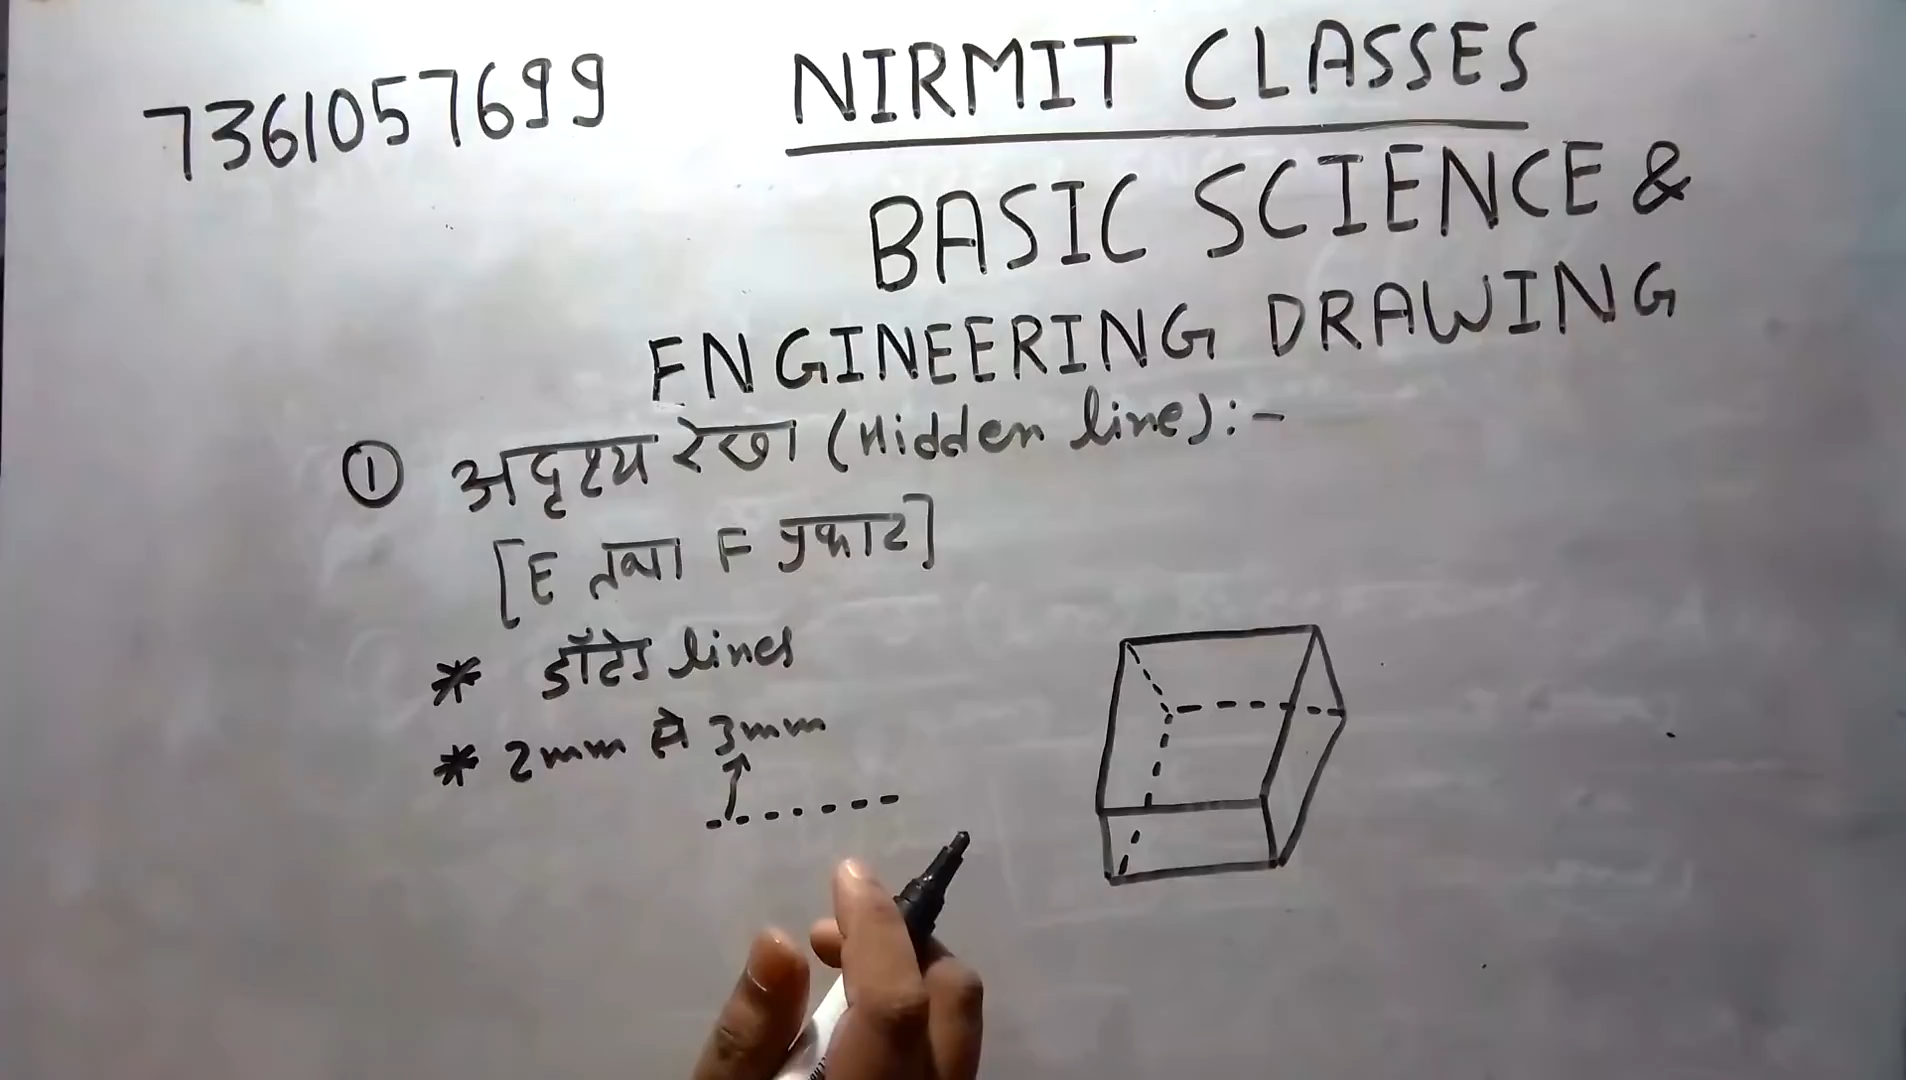 7361057699
NIRMIT CLASSES
BASIC SCIENCE &
ENGINEERING DRAWING
① अदृश्य रेखा (Hidden line):-
[E तथा F प्रकार]
* डॉटेड lines
* 2mm से 3mm